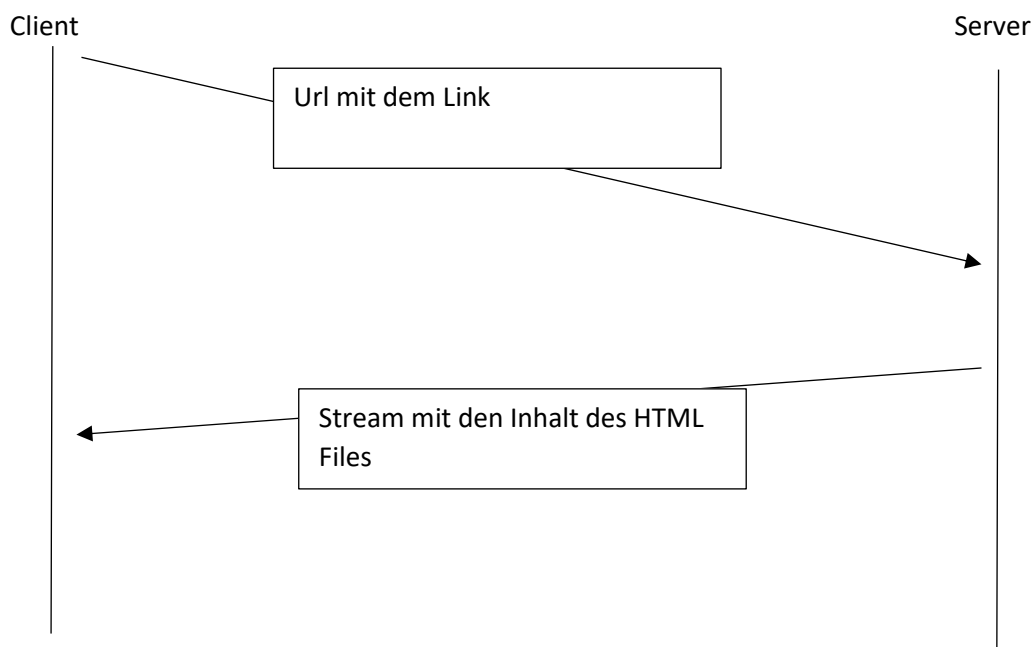 Client
Server
Url mit dem Link
Stream mit den Inhalt des HTML
Files